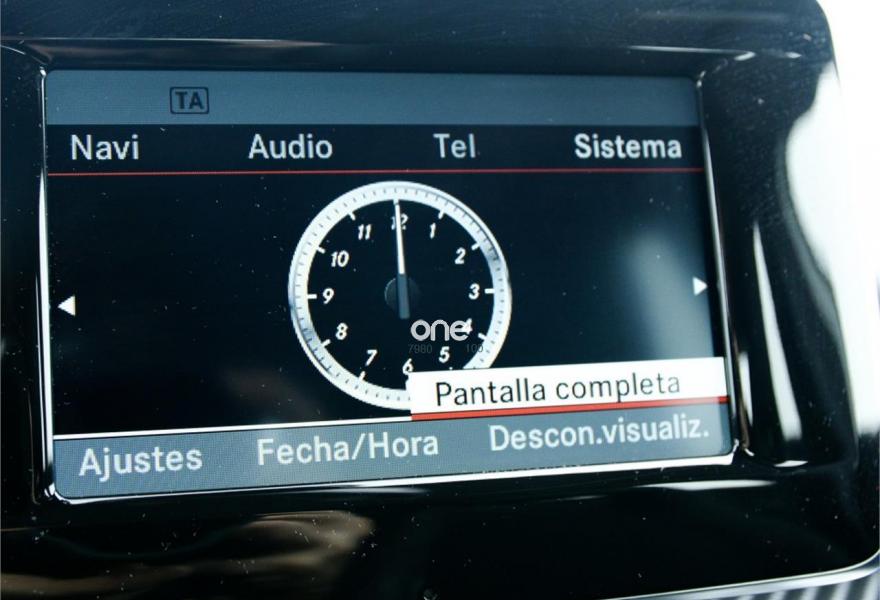 TA
Navi Audio Tel Sistema
12
11 1
10 2
9 3
8 4
7 5
6
one
Pantalla completa
Ajustes Fecha/Hora Descon.visualiz.